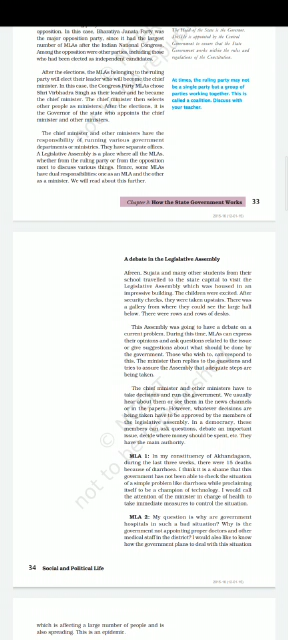 opposition. In this case, Bharatiya Janata Party was
the major opposition party, since it had the largest
number of MLAs after the Indian National Congress.
Among the opposition were other parties, including those
who had been elected as independent candidates.
After the elections, the MLAs belonging to the ruling
party will elect their leader who will become the chief
minister. In this case, the Congress Party MLAs chose
Shri Virbhadra Singh as their leader and he became
the chief minister. The chief minister then selects
other people as ministers. After the elections, it is
the Governor of the state who appoints the chief
minister and other ministers.
The chief minister and other ministers have the
responsibility of running various government
departments or ministries. They have separate offices.
A Legislative Assembly is a place where all the MLAs,
whether from the ruling party or from the opposition
meet to discuss various things. Hence, some MLAs
have dual responsibilities: one as an MLA and the other
as a minister. We will read about this further.
The Head of the State is the Governor.
She/he is appointed by the Central
Government to ensure that the State
Government works within the rules and
regulations of the Constitution.
At times, the ruling party may not
be a single party but a group of
parties working together. This is
called a coalition. Discuss with
your teacher.
Chapter 5: How the State Government Works 33
A debate in the Legislative Assembly
Afreen, Sujata and many other students from their
school travelled to the state capital to visit the
Legislative Assembly which was housed in an
impressive building. The children were excited. After
security checks, they were taken upstairs. There was
a gallery from where they could see the large hall
below. There were rows and rows of desks.
This Assembly was going to have a debate on a
current problem. During this time, MLAs can express
their opinions and ask questions related to the issue
or give suggestions about what should be done by
the government. Those who wish to, can respond to
this. The minister then replies to the questions and
tries to assure the Assembly that adequate steps are
being taken.
The chief minister and other ministers have to
take decisions and run the government. We usually
hear about them or see them in the news channels
or in the papers. However, whatever decisions are
being taken have to be approved by the members of
the legislative assembly. In a democracy, these
members can ask questions, debate an important
issue, decide where money should be spent, etc. They
have the main authority.
MLA 1: In my constituency of Akhandagaon,
during the last three weeks, there were 15 deaths
because of diarrhoea. I think it is a shame that this
government has not been able to check the situation
of a simple problem like diarrhoea while proclaiming
itself to be a champion of technology. I would call
the attention of the minister in charge of health to
take immediate measures to control the situation.
MLA 2: My question is why are government
hospitals in such a bad situation? Why is the
government not appointing proper doctors and other
medical staff in the district? I would also like to know
how the government plans to deal with this situation
34 Social and Political Life
which is affecting a large number of people and is
also spreading. This is an epidemic.